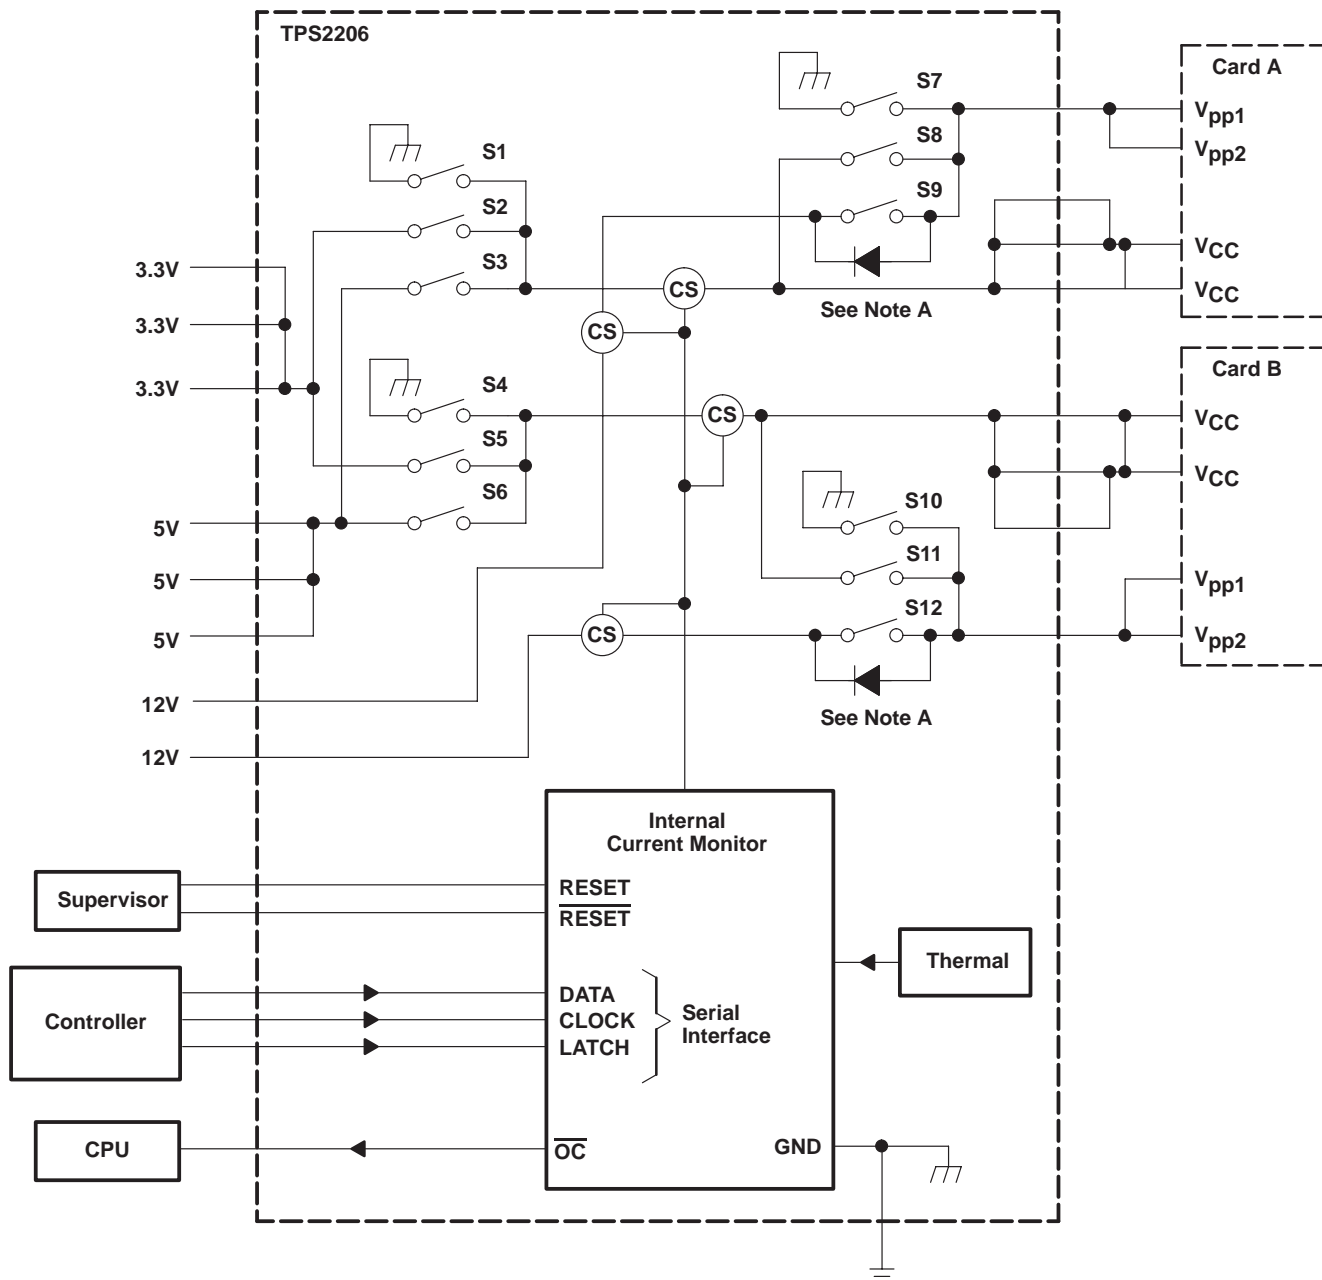 TPS2206
Card A
S7
Vpp1
S8
Vpp2
S1
S9
S2
VCC
S3
3.3V
CS
VCC
See Note A
3.3V
CS
Card B
3.3V
S4
CS
VCC
S5
VCC
S6
S10
5V
S11
5V
Vpp1
S12
5V
CS
Vpp2
12V
See Note A
12V
Internal
Current Monitor
Supervisor
RESET
RESET
Thermal
DATA
Controller
CLOCK
Serial
Interface
LATCH
CPU
OC
GND